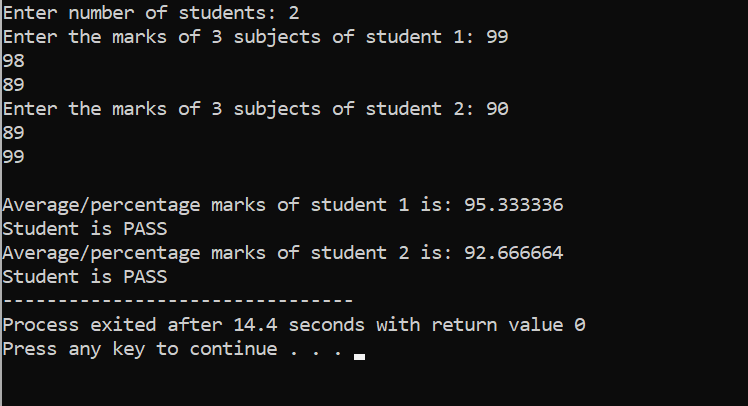 Enter number of students: 2
Enter the marks of 3 subjects of student 1: 99
98
89
Enter the marks of 3 subjects of student 2: 90
89
99
Average/percentage marks of student 1 is: 95.333336
Student is PASS
Average/percentage marks of student 2 is: 92.666664
Student is PASS
--------------------------------
Process exited after 14.4 seconds with return value 0
Press any key to continue . . .